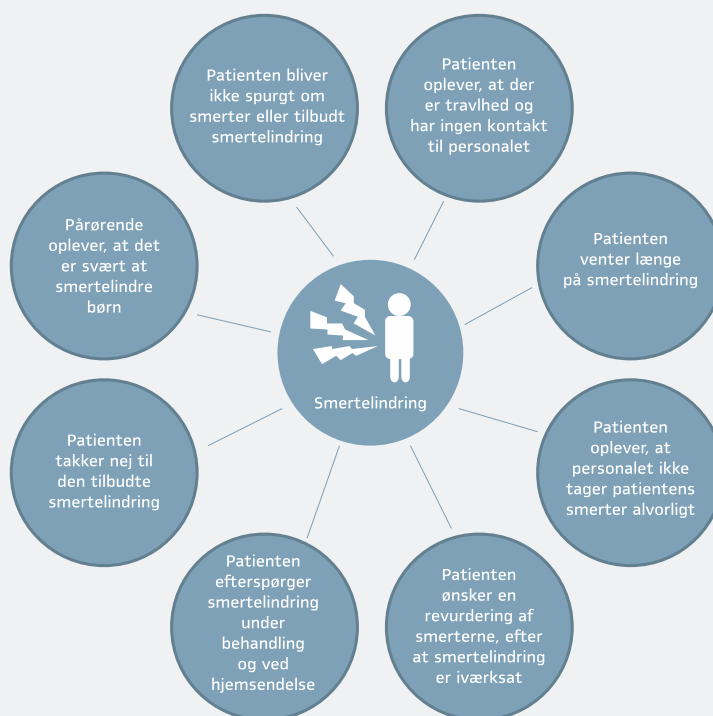 Patienten bliver
ikke spurgt om
smerter eller tilbudt
smertelindring
Patienten
oplever, at der
er travlhed og
har ingen kontakt
til personalet
Pårørende
oplever, at det
er svært at
smertelindre
børn
Patienten
venter længe
på smertelindring
Smertelindring
Patienten
takker nej til
den tilbudte
smertelindring
Patienten
oplever, at
personalet ikke
tager patientens
smerter alvorligt
Patienten
efterspørger
smertelindring
under
behandling
og ved
hjemsendelse
Patienten
ønsker en
revurdering af
smerterne, efter
at smertelindring
er iværksat